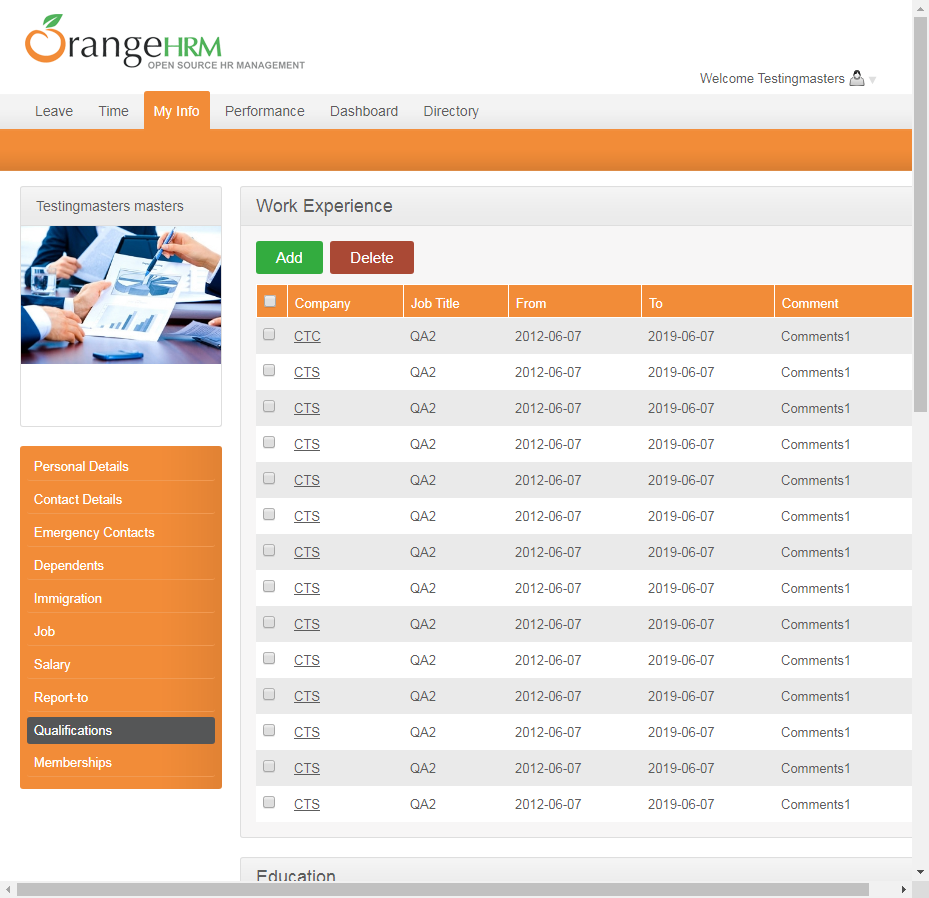 OrangeHRM
OPEN SOURCE HR MANAGEMENT
Welcome Testingmasters
Leave Time My Info Performance Dashboard Directory
Testingmasters masters
Personal Details
Contact Details
Emergency Contacts
Dependents
Immigration
Job
Salary
Report-to
Qualifications
Memberships
Work Experience
Add Delete
Company Job Title From To Comment
CTC QA2 2012-06-07 2019-06-07 Comments1
CTS QA2 2012-06-07 2019-06-07 Comments1
CTS QA2 2012-06-07 2019-06-07 Comments1
CTS QA2 2012-06-07 2019-06-07 Comments1
CTS QA2 2012-06-07 2019-06-07 Comments1
CTS QA2 2012-06-07 2019-06-07 Comments1
CTS QA2 2012-06-07 2019-06-07 Comments1
CTS QA2 2012-06-07 2019-06-07 Comments1
CTS QA2 2012-06-07 2019-06-07 Comments1
CTS QA2 2012-06-07 2019-06-07 Comments1
CTS QA2 2012-06-07 2019-06-07 Comments1
CTS QA2 2012-06-07 2019-06-07 Comments1
CTS QA2 2012-06-07 2019-06-07 Comments1
CTS QA2 2012-06-07 2019-06-07 Comments1
Education